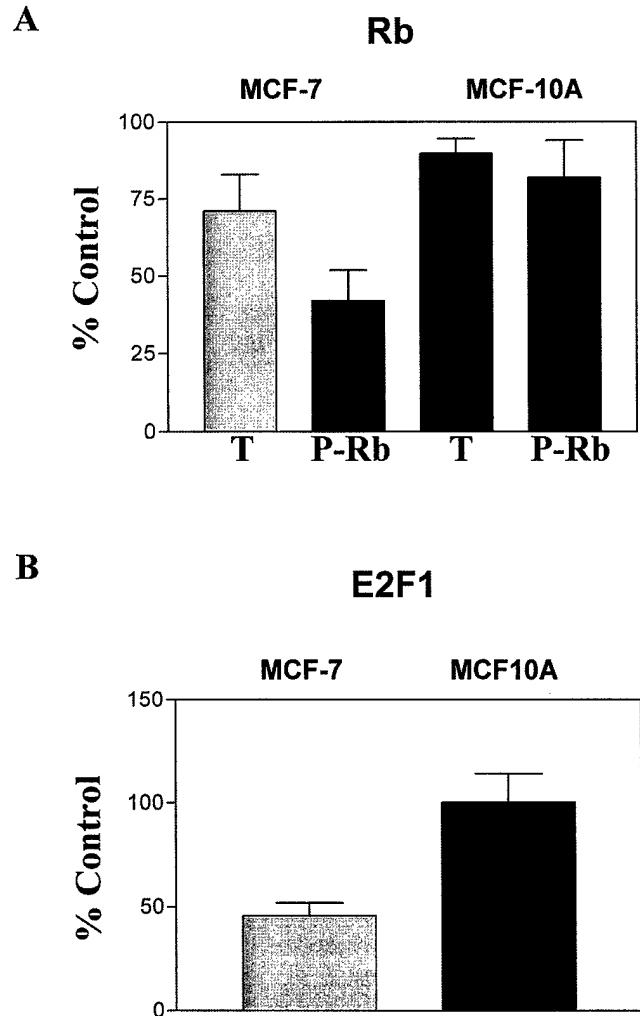 A
Rb
MCF-7 MCF-10A
100
75
50
25
0
% Control
T P-Rb T P-Rb
B
E2F1
MCF-7 MCF10A
150
100
50
0
% Control